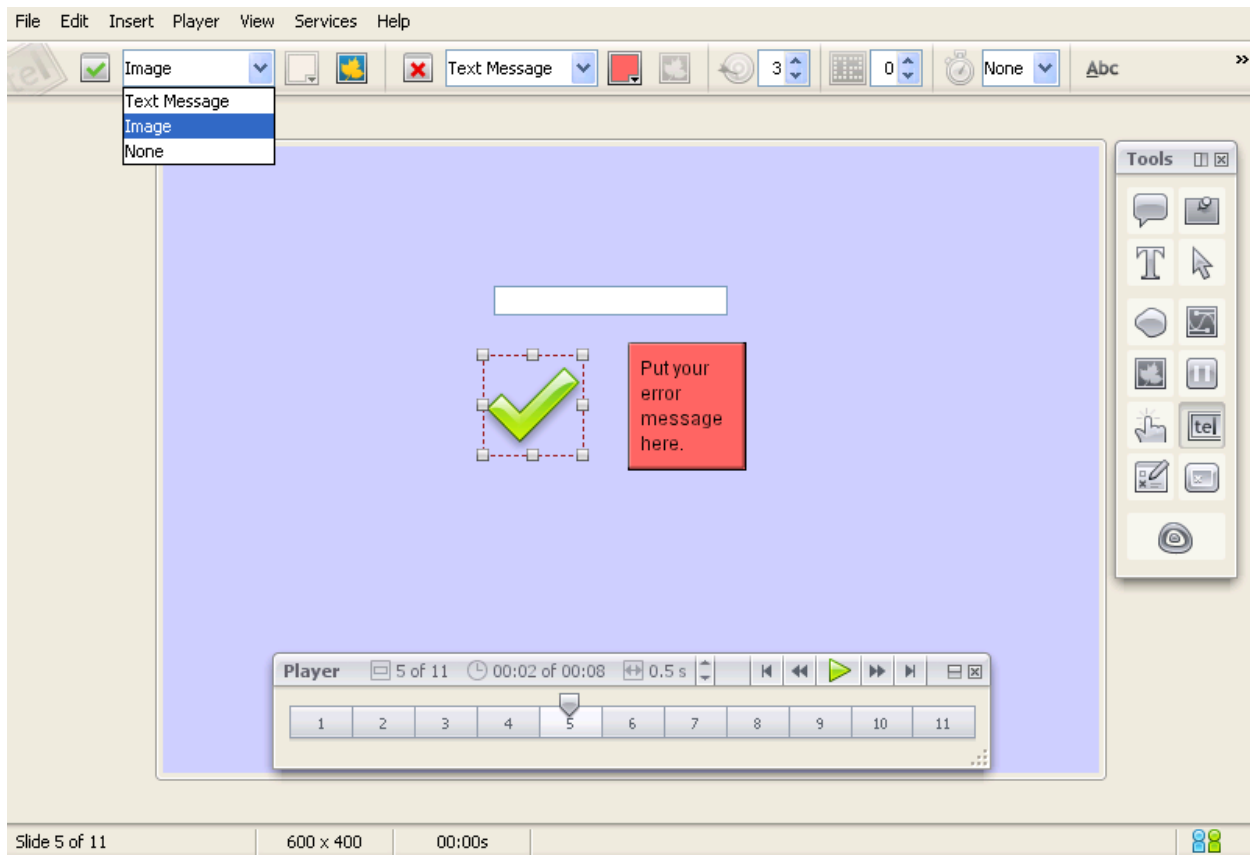 File Edit Insert Player View Services Help
tel Image Text Message 3 0 None Abc »
Text Message
Image
None
Tools
Put your
error
message
here.
tel
Player 5 of 11 00:02 of 00:08 0.5 s
1 2 3 4 5 6 7 8 9 10 11
Slide 5 of 11 600 x 400 00:00s